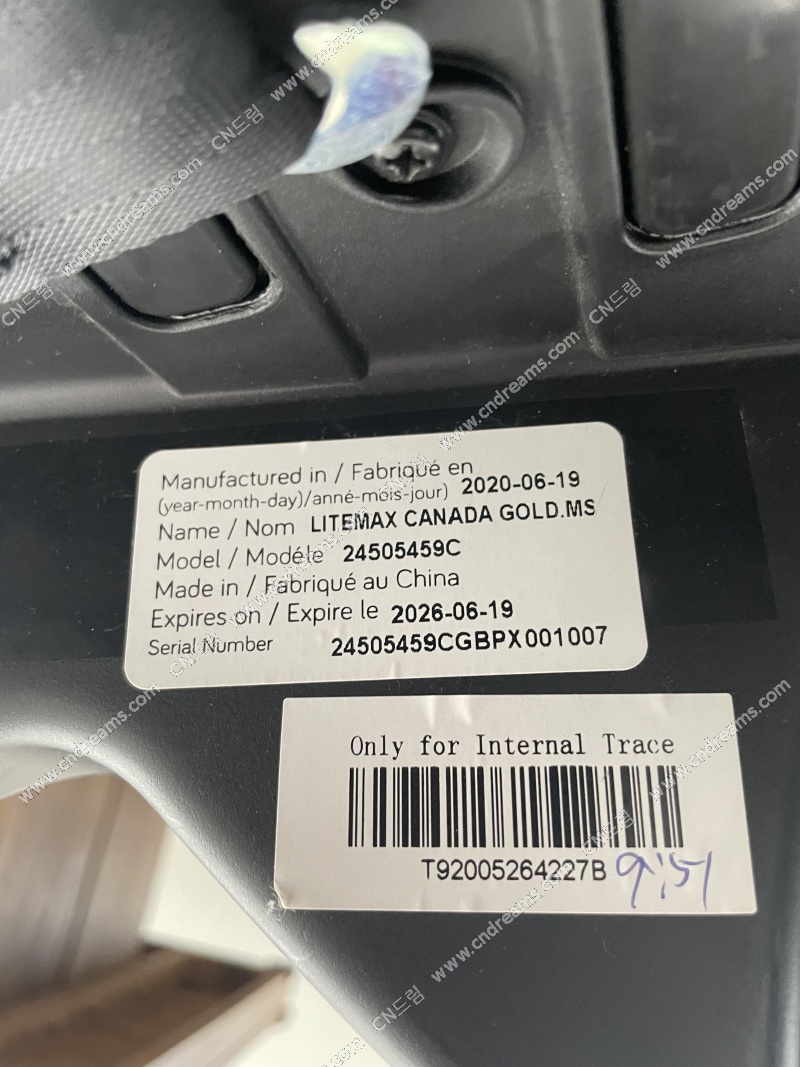 Manufactured in / Fabriqué en
(year-month-day)/anné-mois-jour) 2020-06-19
Name / Nom LITEMAX CANADA GOLD.MS
Model / Modéle 24505459C
Made in / Fabriqué au China
Expires on / Expire le 2026-06-19
Serial Number 24505459CGBPX001007
Only for Internal Trace
T92005264227B 9:51
CN드림 www.cndreams.com